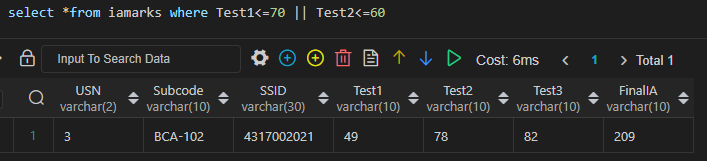 select *from iamarks where Test1<=70 || Test2<=60
Input To Search Data Cost: 6ms 1 Total 1
USN Subcode SSID Test1 Test2 Test3 FinalIA
varchar(2) varchar(10) varchar(30) varchar(10) varchar(10) varchar(10) varchar(10)
1 3 BCA-102 4317002021 49 78 82 209